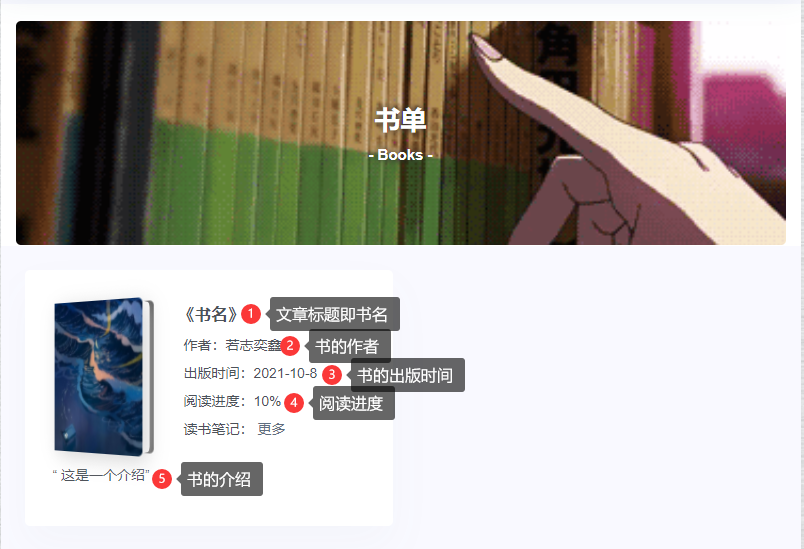 书单
- Books -
《书名》 1 文章标题即书名
作者：若志奕鑫 2 书的作者
出版时间：2021-10-8 3 书的出版时间
阅读进度：10% 4 阅读进度
读书笔记： 更多
“ 这是一个介绍” 5 书的介绍